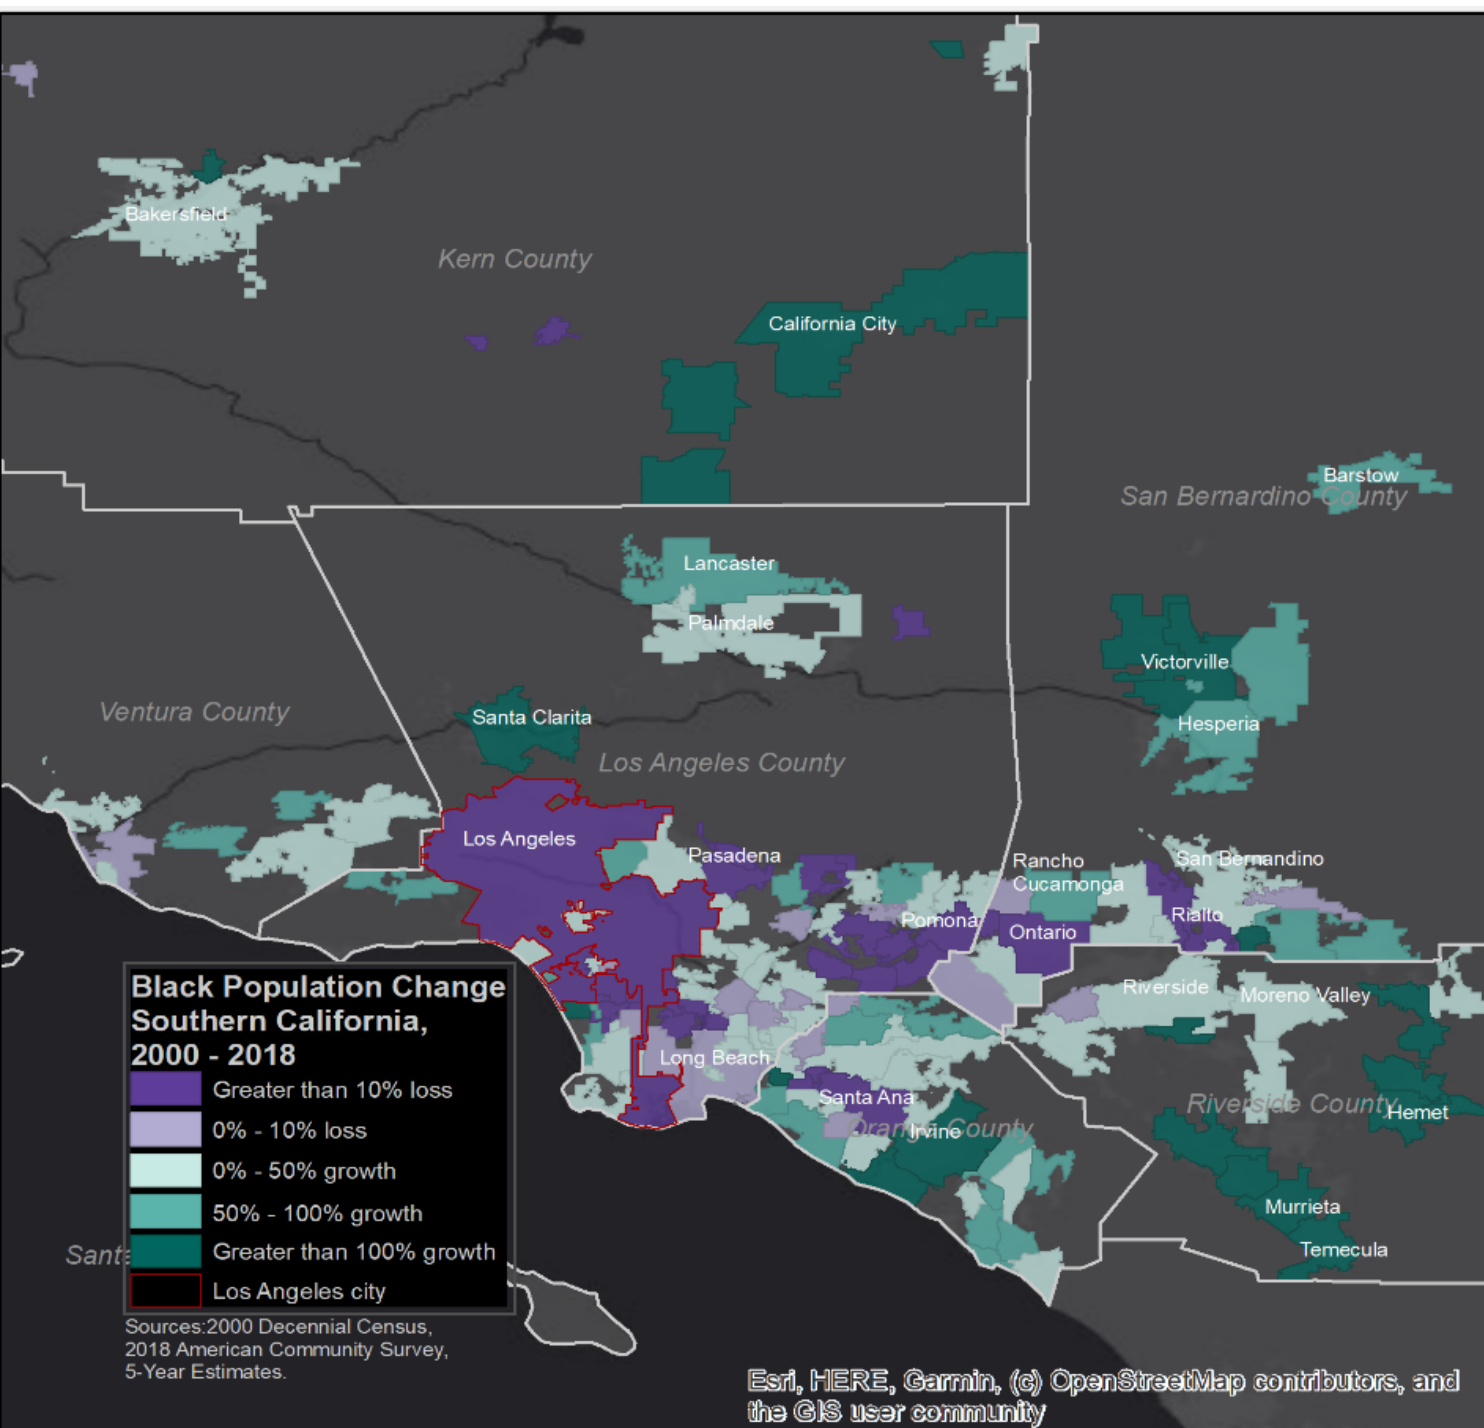 Bakersfield
Kern County
California City
Barstow
San Bernardino County
Lancaster
Palmdale
Victorville
Ventura County
Santa Clarita
Hesperia
Los Angeles County
Los Angeles
Pasadena
Rancho
Cucamonga
San Bernandino
Pomona
Ontario
Rialto
Riverside
Moreno Valley
Long Beach
Santa Ana
Orange County
Irvine
Riverside County
Hemet
Murrieta
Temecula
Black Population Change
Southern California,
2000 - 2018
Greater than 10% loss
0% - 10% loss
0% - 50% growth
50% - 100% growth
Greater than 100% growth
Los Angeles city
Santa
Sources:2000 Decennial Census,
2018 American Community Survey,
5-Year Estimates.
Esri, HERE, Garmin, (c) OpenStreetMap contributors, and
the GIS user community